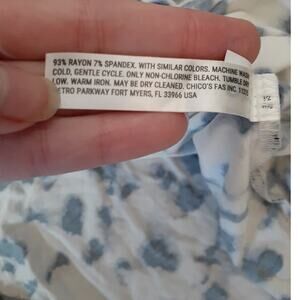 93% RAYON 7% SPANDEX. WITH SIMILAR COLORS. MACHINE WASH
COLD, GENTLE CYCLE. ONLY NON-CHLORINE BLEACH. TUMBLE DRY
LOW. WARM IRON. MAY BE DRY CLEANED. CHICO'S FAS INC. 11215
METRO PARKWAY FORT MYERS, FL 33966 USA